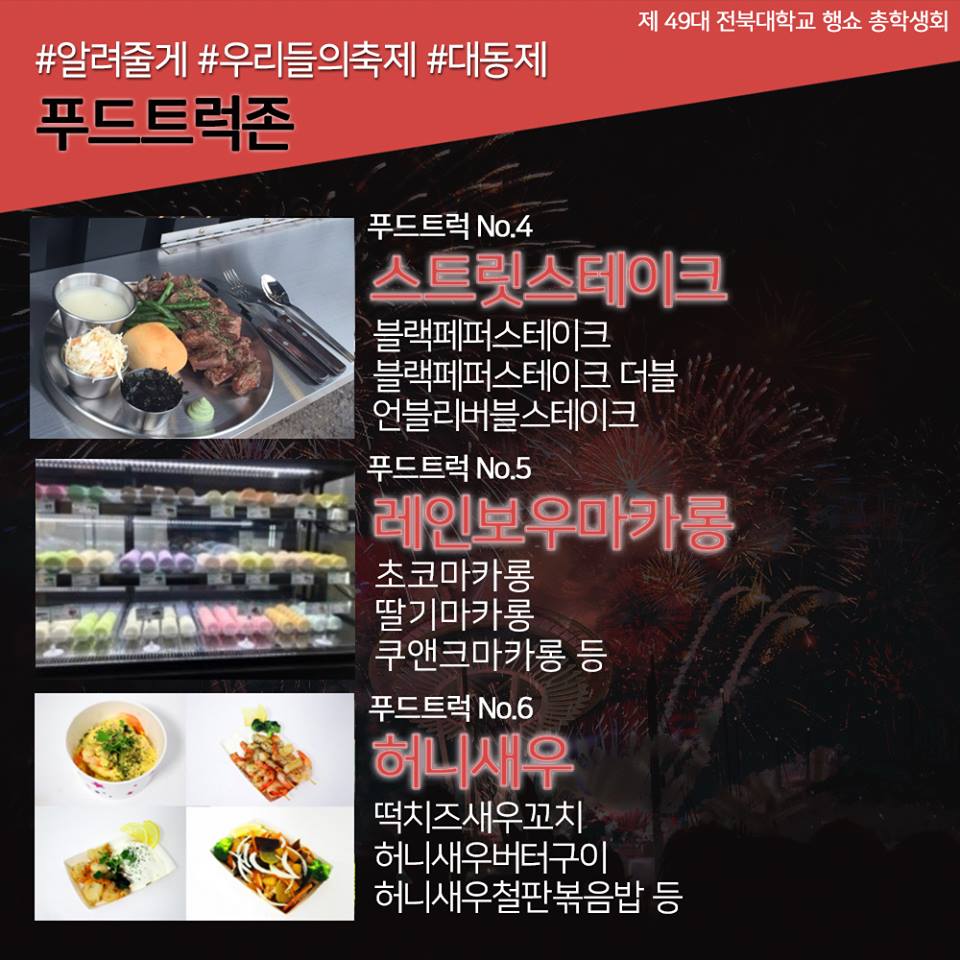 제 49대 전북대학교 행쇼 총학생회
#알려줄게 #우리들의축제 #대동제
푸드트럭존
푸드트럭 No.4
스트릿스테이크
블랙페퍼스테이크
블랙페퍼스테이크 더블
언블리버블스테이크
푸드트럭 No.5
레인보우마카롱
초코마카롱
딸기마카롱
쿠앤크마카롱 등
푸드트럭 No.6
허니새우
떡치즈새우꼬치
허니새우버터구이
허니새우철판볶음밥 등